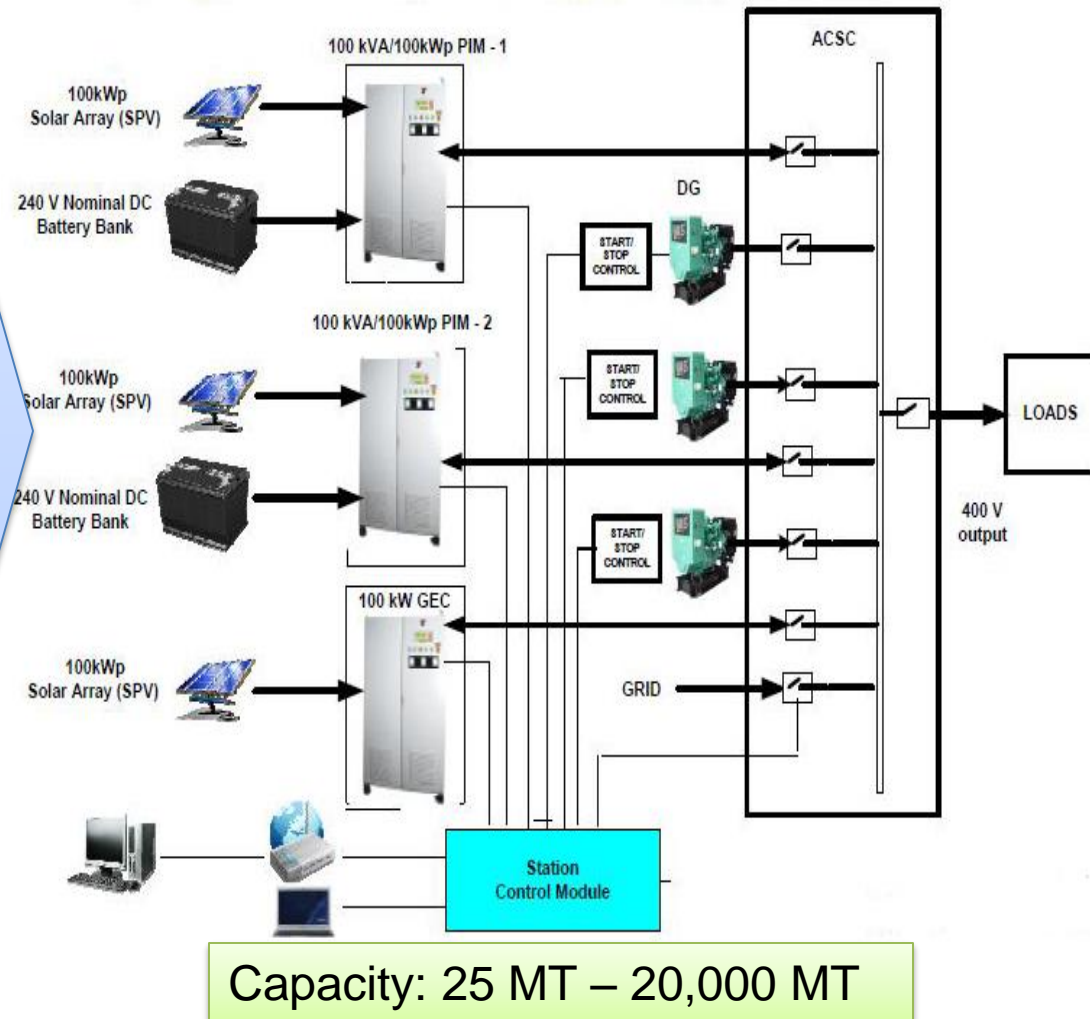 ACSC
100 kVA/100kWp PIM - 1
100kWp
Solar Array (SPV)
240 V Nominal DC
Battery Bank
DG
START/
STOP
CONTROL
100 kVA/100kWp PIM - 2
100kWp
Solar Array (SPV)
START/
STOP
CONTROL
LOADS
240 V Nominal DC
Battery Bank
400 V
output
START/
STOP
CONTROL
100 kW GEC
100kWp
Solar Array (SPV)
GRID
Station
Control Module
Capacity: 25 MT – 20,000 MT